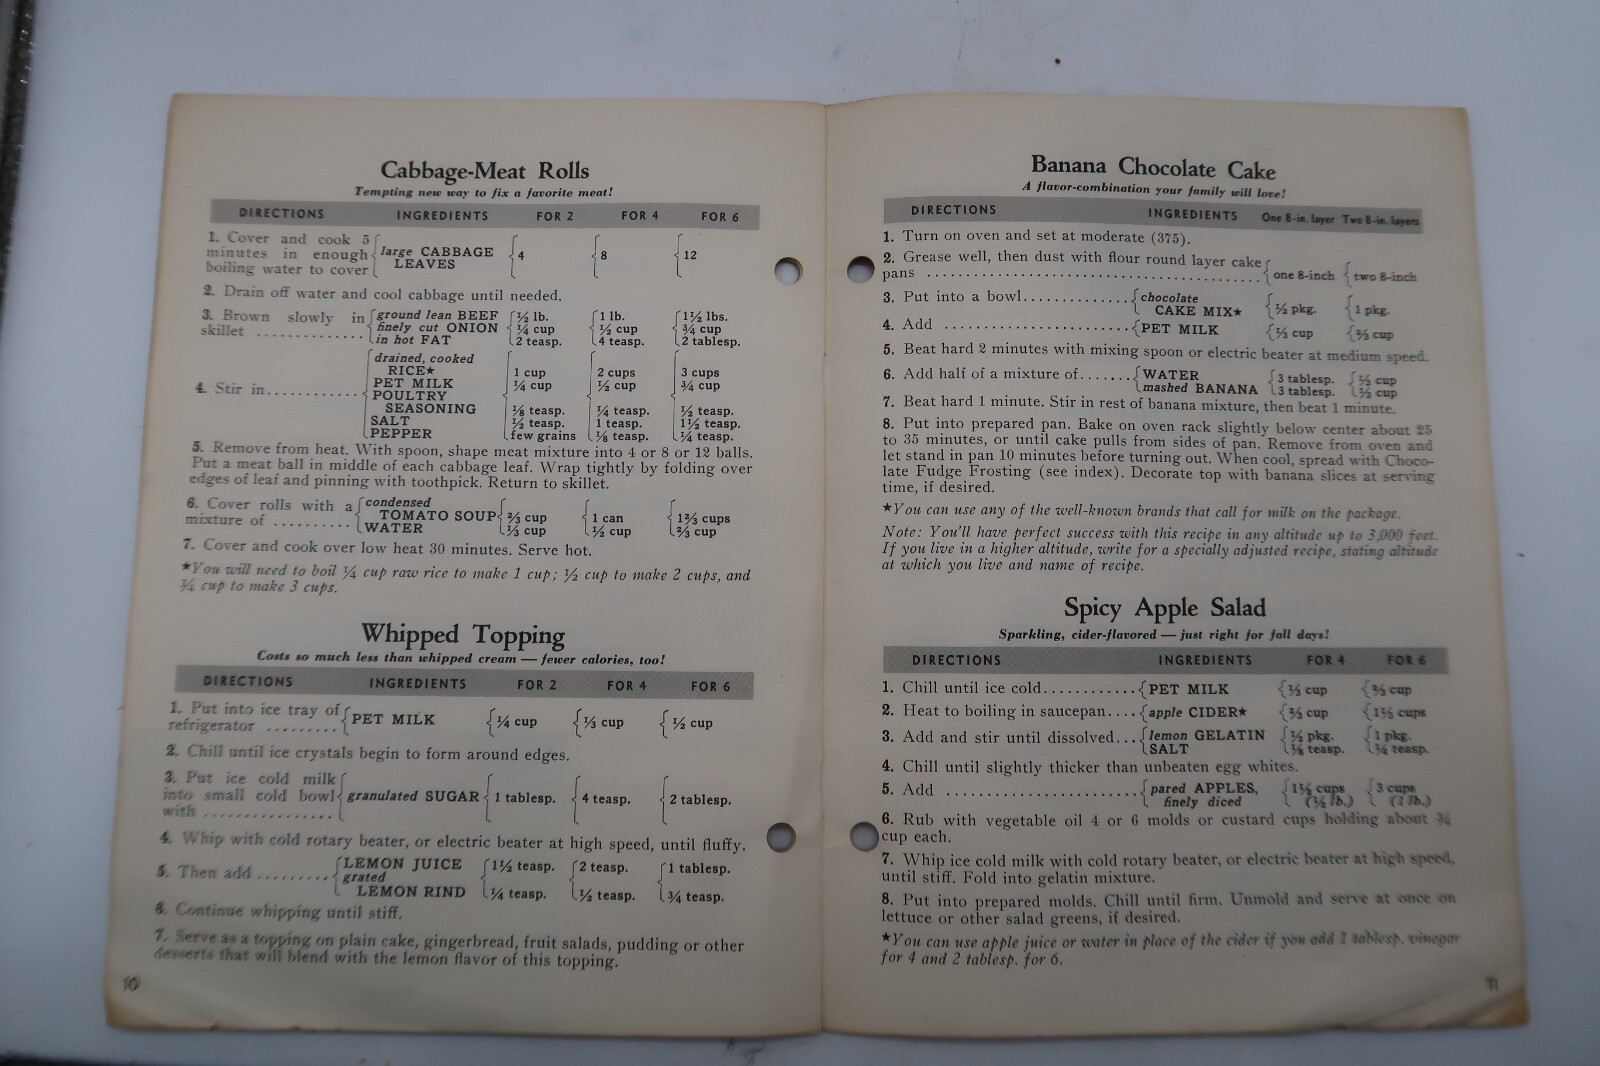 Cabbage-Meat Rolls
Tempting new way to fix a favorite meat!
DIRECTIONS INGREDIENTS FOR 2 FOR 4 FOR 6
1. Cover and cook 5 minutes in enough boiling water to cover
large CABBAGE LEAVES 4 8 12
2. Drain off water and cool cabbage until needed.
3. Brown slowly in skillet .............
ground lean BEEF ½ lb. 1 lb. 1½ lbs.
finely cut ONION ¼ cup ½ cup ¾ cup
in hot FAT 2 teasp. 4 teasp. 2 tablesp.
4. Stir in............
drained, cooked
RICE★ 1 cup 2 cups 3 cups
PET MILK ¼ cup ½ cup ¾ cup
POULTRY
SEASONING ⅛ teasp. ¼ teasp. ½ teasp.
SALT ½ teasp. 1 teasp. 1½ teasp.
PEPPER few grains ⅛ teasp. ¼ teasp.
5. Remove from heat. With spoon, shape meat mixture into 4 or 8 or 12 balls.
Put a meat ball in middle of each cabbage leaf. Wrap tightly by folding over
edges of leaf and pinning with toothpick. Return to skillet.
6. Cover rolls with a mixture of ..........
condensed
TOMATO SOUP ⅔ cup 1 can 1⅔ cups
WATER ⅓ cup ½ cup ⅔ cup
7. Cover and cook over low heat 30 minutes. Serve hot.
★You will need to boil ¼ cup raw rice to make 1 cup; ½ cup to make 2 cups, and
¾ cup to make 3 cups.
Whipped Topping
Costs so much less than whipped cream — fewer calories, too!
DIRECTIONS INGREDIENTS FOR 2 FOR 4 FOR 6
1. Put into ice tray of refrigerator .........
PET MILK ¼ cup ⅓ cup ½ cup
2. Chill until ice crystals begin to form around edges.
3. Put ice cold milk into small cold bowl with ................
granulated SUGAR 1 tablesp. 4 teasp. 2 tablesp.
4. Whip with cold rotary beater, or electric beater at high speed, until fluffy.
5. Then add .........
LEMON JUICE 1½ teasp. 2 teasp. 1 tablesp.
grated
LEMON RIND ¼ teasp. ½ teasp. ¾ teasp.
6. Continue whipping until stiff.
7. Serve as a topping on plain cake, gingerbread, fruit salads, pudding or other
desserts that will blend with the lemon flavor of this topping.
10
Banana Chocolate Cake
A flavor-combination your family will love!
DIRECTIONS INGREDIENTS One 8-in. layer Two 8-in. layers
1. Turn on oven and set at moderate (375).
2. Grease well, then dust with flour round layer cake
pans .......................................... one 8-inch two 8-inch
3. Put into a bowl.............. chocolate
CAKE MIX★ ½ pkg. 1 pkg.
4. Add ........................ PET MILK ⅓ cup ⅔ cup
5. Beat hard 2 minutes with mixing spoon or electric beater at medium speed.
6. Add half of a mixture of....... WATER 3 tablesp. ⅓ cup
mashed BANANA 3 tablesp. ⅓ cup
7. Beat hard 1 minute. Stir in rest of banana mixture, then beat 1 minute.
8. Put into prepared pan. Bake on oven rack slightly below center about 25
to 35 minutes, or until cake pulls from sides of pan. Remove from oven and
let stand in pan 10 minutes before turning out. When cool, spread with Choco-
late Fudge Frosting (see index). Decorate top with banana slices at serving
time, if desired.
★You can use any of the well-known brands that call for milk on the package.
Note: You'll have perfect success with this recipe in any altitude up to 3,000 feet.
If you live in a higher altitude, write for a specially adjusted recipe, stating altitude
at which you live and name of recipe.
Spicy Apple Salad
Sparkling, cider-flavored — just right for fall days!
DIRECTIONS INGREDIENTS FOR 4 FOR 6
1. Chill until ice cold............ PET MILK ⅓ cup cup
2. Heat to boiling in saucepan.... apple CIDER★ ⅔ cup 1⅓ cups
3. Add and stir until dissolved... lemon GELATIN ½ pkg. 1 pkg.
SALT ⅛ teasp. ¼ teasp.
4. Chill until slightly thicker than unbeaten egg whites.
5. Add ........................ pared APPLES, 1½ cups 3 cups
finely diced (½ lb.) (1 lb.)
6. Rub with vegetable oil 4 or 6 molds or custard cups holding about ¾
cup each.
7. Whip ice cold milk with cold rotary beater, or electric beater at high speed,
until stiff. Fold into gelatin mixture.
8. Put into prepared molds. Chill until firm. Unmold and serve at once on
lettuce or other salad greens, if desired.
★You can use apple juice or water in place of the cider if you add 1 tablesp. vinegar
for 4 and 2 tablesp. for 6.
11